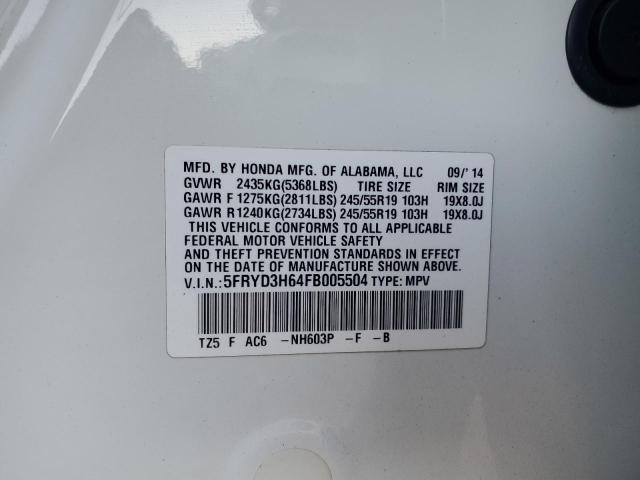 MFD. BY HONDA MFG. OF ALABAMA, LLC 09/'14
GVWR 2435KG(5368LBS) TIRE SIZE RIM SIZE
GAWR F 1275KG(2811LBS) 245/55R19 103H 19X8.0J
GAWR R1240KG(2734LBS) 245/55R19 103H 19X8.0J
THIS VEHICLE CONFORMS TO ALL APPLICABLE
FEDERAL MOTOR VEHICLE SAFETY
AND THEFT PREVENTION STANDARDS IN EFFECT
ON THE DATE OF MANUFACTURE SHOWN ABOVE.
V.I.N.: 5FRYD3H64FB005504 TYPE: MPV
TZ5 F AC6 -NH603P -F -B